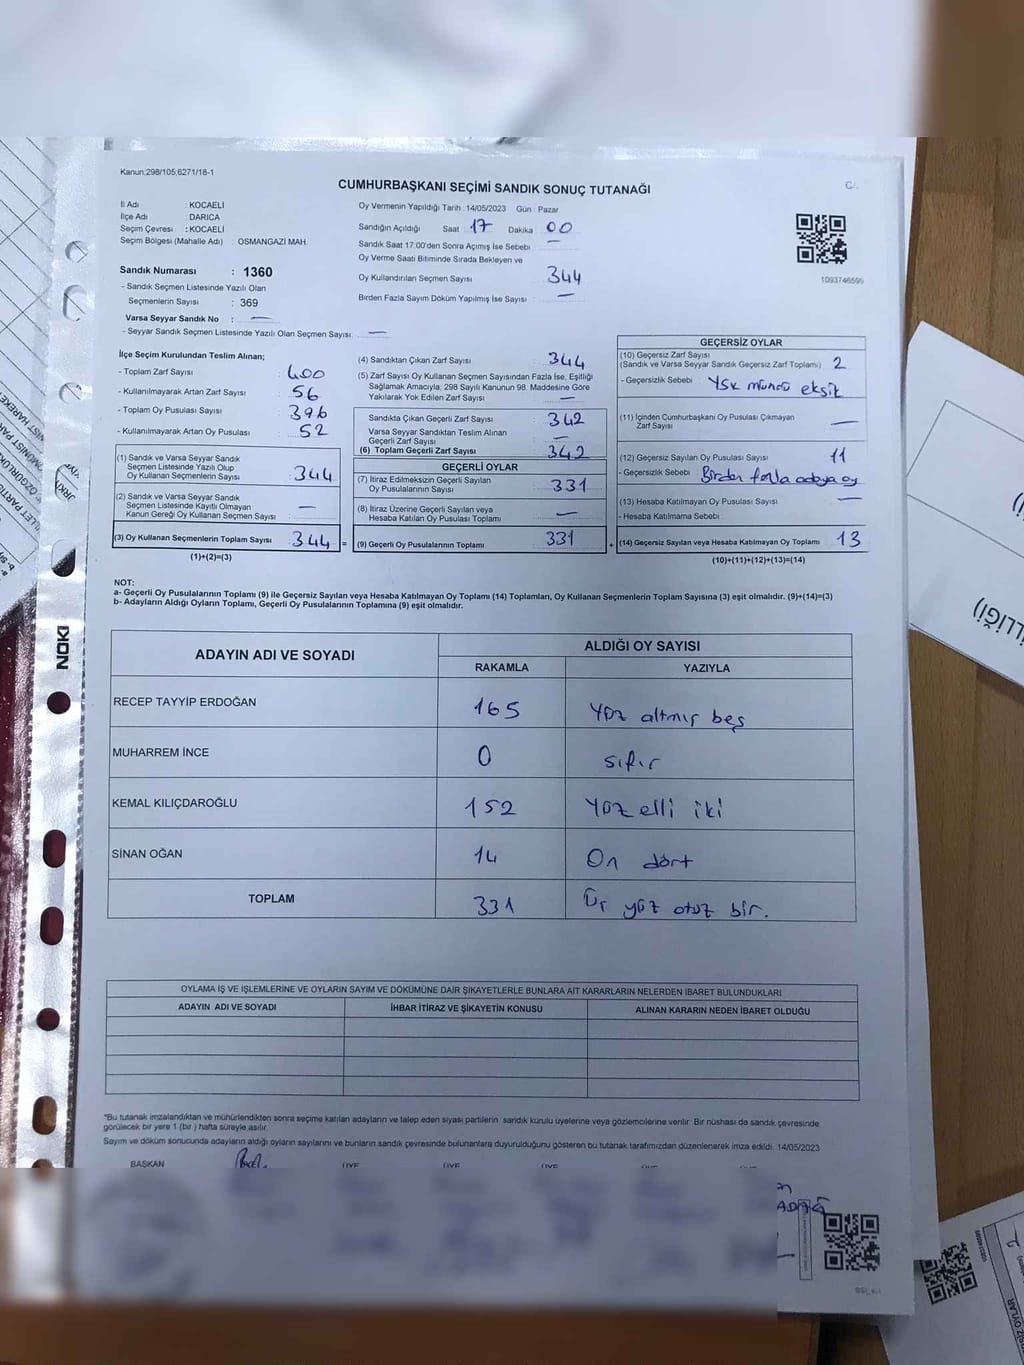 Kanun;298/105;6271/18-1
CUMHURBAŞKANI SEÇİMİ SANDIK SONUÇ TUTANAĞI
İl Adı : KOCAELİ
İlçe Adı : DARICA
Seçim Çevresi : KOCAELİ
Seçim Bölgesi (Mahalle Adı) : OSMANGAZİ MAH.
Sandık Numarası : 1360
- Sandık Seçmen Listesinde Yazılı Olan
Seçmenlerin Sayısı : 369
Varsa Seyyar Sandık No : —
- Seyyar Sandık Seçmen Listesinde Yazılı Olan Seçmen Sayısı: —
Oy Vermenin Yapıldığı Tarih :14/05/2023 Gün : Pazar
Sandığın Açıldığı Saat 17 Dakika 00
Sandık Saat 17:00'den Sonra Açımış İse Sebebi —
Oy Verme Saati Bitiminde Sırada Bekleyen ve
Oy Kullandırılan Seçmen Sayısı 344
Birden Fazla Sayım Döküm Yapılmış İse Sayısı —
1093746599
İlçe Seçim Kurulundan Teslim Alınan;
- Toplam Zarf Sayısı : 400
- Kullanılmayarak Artan Zarf Sayısı : 56
- Toplam Oy Pusulası Sayısı : 396
- Kullanılmayarak Artan Oy Pusulası : 52
(1) Sandık ve Varsa Seyyar Sandık
Seçmen Listesinde Yazılı Olup
Oy Kullanan Seçmenlerin Sayısı : 344
(2) Sandık ve Varsa Seyyar Sandık
Seçmen Listesinde Kayıtlı Olmayan
Kanun Gereği Oy Kullanan Seçmen Sayısı : —
(3) Oy Kullanan Seçmenlerin Toplam Sayısı : 344 =
(1)+(2)=(3)
(4) Sandıktan Çıkan Zarf Sayısı 344
(5) Zarf Sayısı Oy Kullanan Seçmen Sayısından Fazla İse, Eşitliği
Sağlamak Amacıyla; 298 Sayılı Kanunun 98. Maddesine Göre
Yakılarak Yok Edilen Zarf Sayısı —
Sandıkta Çıkan Geçerli Zarf Sayısı 342
Varsa Seyyar Sandıktan Teslim Alınan
Geçerli Zarf Sayısı —
(6) Toplam Geçerli Zarf Sayısı 342
GEÇERLİ OYLAR
(7) İtiraz Edilmeksizin Geçerli Sayılan
Oy Pusulalarının Sayısı 331
(8) İtiraz Üzerine Geçerli Sayılan veya
Hesaba Katılan Oy Pusulası Toplamı —
(9) Geçerli Oy Pusulalarının Toplamı 331 +
GEÇERSİZ OYLAR
(10) Geçersiz Zarf Sayısı
(Sandık ve Varsa Seyyar Sandık Geçersiz Zarf Toplamı) 2
- Geçersizlik Sebebi : YSK mührü eksik
(11) İçinden Cumhurbaşkanı Oy Pusulası Çıkmayan
Zarf Sayısı —
(12) Geçersiz Sayılan Oy Pusulası Sayısı 11
- Geçersizlik Sebebi : Birden fazla adaya oy
(13) Hesaba Katılmayan Oy Pusulası Sayısı —
- Hesaba Katılmama Sebebi :
(14) Geçersiz Sayılan veya Hesaba Katılmayan Oy Toplamı 13
(10)+(11)+(12)+(13)=(14)
NOT:
a- Geçerli Oy Pusulalarının Toplamı (9) ile Geçersiz Sayılan veya Hesaba Katılmayan Oy Toplamı (14) Toplamları, Oy Kullanan Seçmenlerin Toplam Sayısına (3) eşit olmalıdır. (9)+(14)=(3)
b- Adayların Aldığı Oyların Toplamı, Geçerli Oy Pusulalarının Toplamına (9) eşit olmalıdır.
ADAYIN ADI VE SOYADI ALDIĞI OY SAYISI
RAKAMLA YAZIYLA
RECEP TAYYİP ERDOĞAN 165 Yüz altmış beş
MUHARREM İNCE 0 sıfır
KEMAL KILIÇDAROĞLU 152 Yüz elli iki
SİNAN OĞAN 14 On dört
TOPLAM 331 Üç yüz otuz bir.
OYLAMA İŞ VE İŞLEMLERİNE VE OYLARIN SAYIM VE DÖKÜMÜNE DAİR ŞİKAYETLERLE BUNLARA AİT KARARLARIN NELERDEN İBARET BULUNDUKLARI
ADAYIN ADI VE SOYADI İHBAR İTİRAZ VE ŞİKAYETİN KONUSU ALINAN KARARIN NEDEN İBARET OLDUĞU
*Bu tutanak imzalandıktan ve mühürlendikten sonra seçime katılan adayların ve talep eden siyasi partilerin sandık kurulu üyelerine veya gözlemcilerine verilir. Bir nüshası da sandık çevresinde
görülecek bir yere 1 (bir ) hafta süreyle asılır.
Sayım ve döküm sonucunda adayların aldığı oyların sayılarını ve bunların sandık çevresinde bulunanlara duyurulduğunu gösteren bu tutanak tarafımızdan düzenlenerek imza edildi. 14/05/2023
BAŞKAN ÜYE ÜYE ÜYE ÜYE ÜYE
NOKI